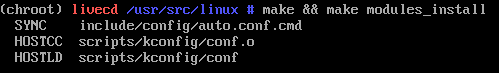 (chroot) livecd /usr/src/linux # make && make modules_install
  SYNC    include/config/auto.conf.cmd
  HOSTCC  scripts/kconfig/conf.o
  HOSTLD  scripts/kconfig/conf